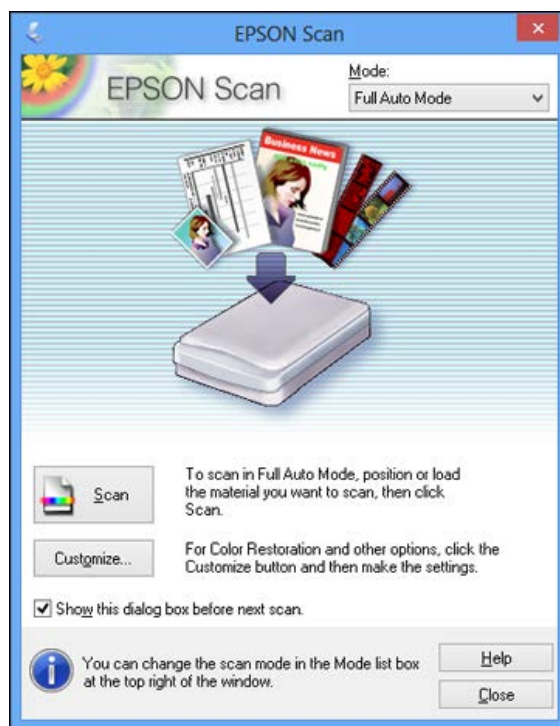 EPSON Scan
EPSON Scan
Mode:
Full Auto Mode
Business News
Scan
To scan in Full Auto Mode, position or load
the material you want to scan, then click
Scan.
Customize...
For Color Restoration and other options, click the
Customize button and then make the settings.
Show this dialog box before next scan.
You can change the scan mode in the Mode list box
at the top right of the window.
Help
Close